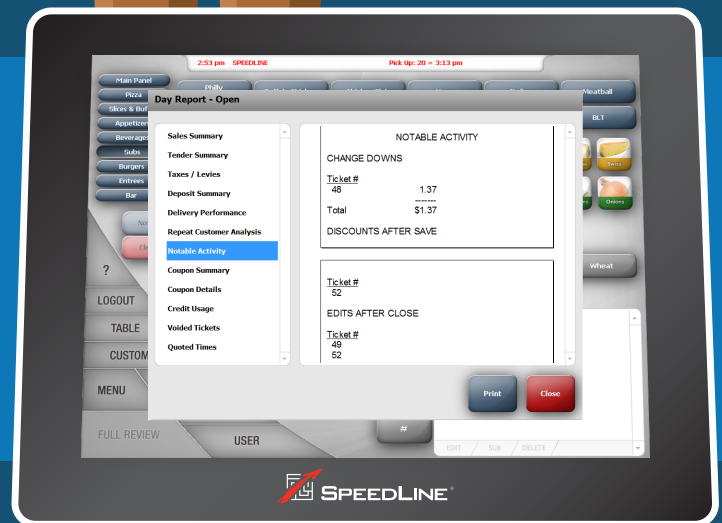 2:53 pm SPEEDLINE
Pick Up: 20 = 3:13 pm
Main Panel
Pizza
Slices & Buf
Appetizer
Beverages
Subs
Burgers
Entrees
Bar
Philly
Meatball
BLT
Swiss
Onions
Wheat
Day Report - Open
Sales Summary
Tender Summary
Taxes / Levies
Deposit Summary
Delivery Performance
Repeat Customer Analysis
Notable Activity
Coupon Summary
Coupon Details
Credit Usage
Voided Tickets
Quoted Times
NOTABLE ACTIVITY
CHANGE DOWNS
Ticket #
48 1.37
-------
Total $1.37
DISCOUNTS AFTER SAVE
Ticket #
52
EDITS AFTER CLOSE
Ticket #
49
52
Print
Close
?
LOGOUT
TABLE
CUSTOM
MENU
FULL REVIEW
USER
#
EDIT / SUB / DELETE /
SPEEDLINE